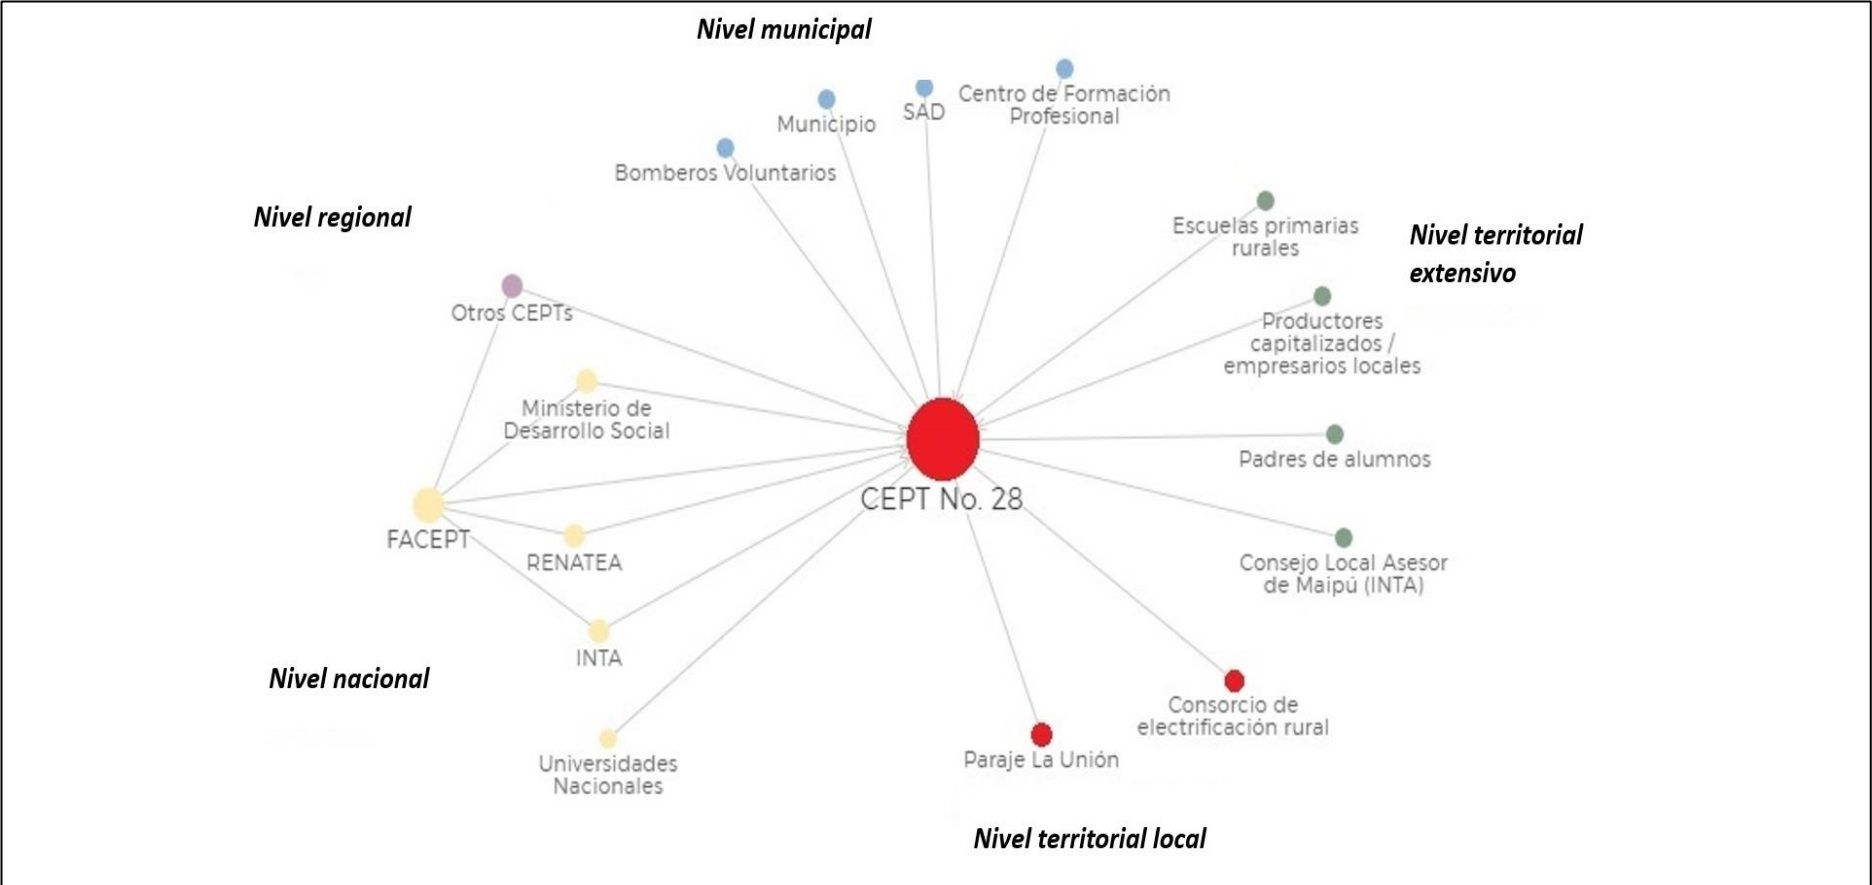 Nivel municipal
Centro de Formación
Profesional
SAD
Municipio
Bomberos Voluntarios
Nivel regional
Escuelas primarias
rurales
Nivel territorial
extensivo
Otros CEPTs
Productores
capitalizados /
empresarios locales
Ministerio de
Desarrollo Social
Padres de alumnos
CEPT No. 28
FACEPT
RENATEA
Consejo Local Asesor
de Maipú (INTA)
INTA
Nivel nacional
Consorcio de
electrificación rural
Universidades
Nacionales
Paraje La Unión
Nivel territorial local